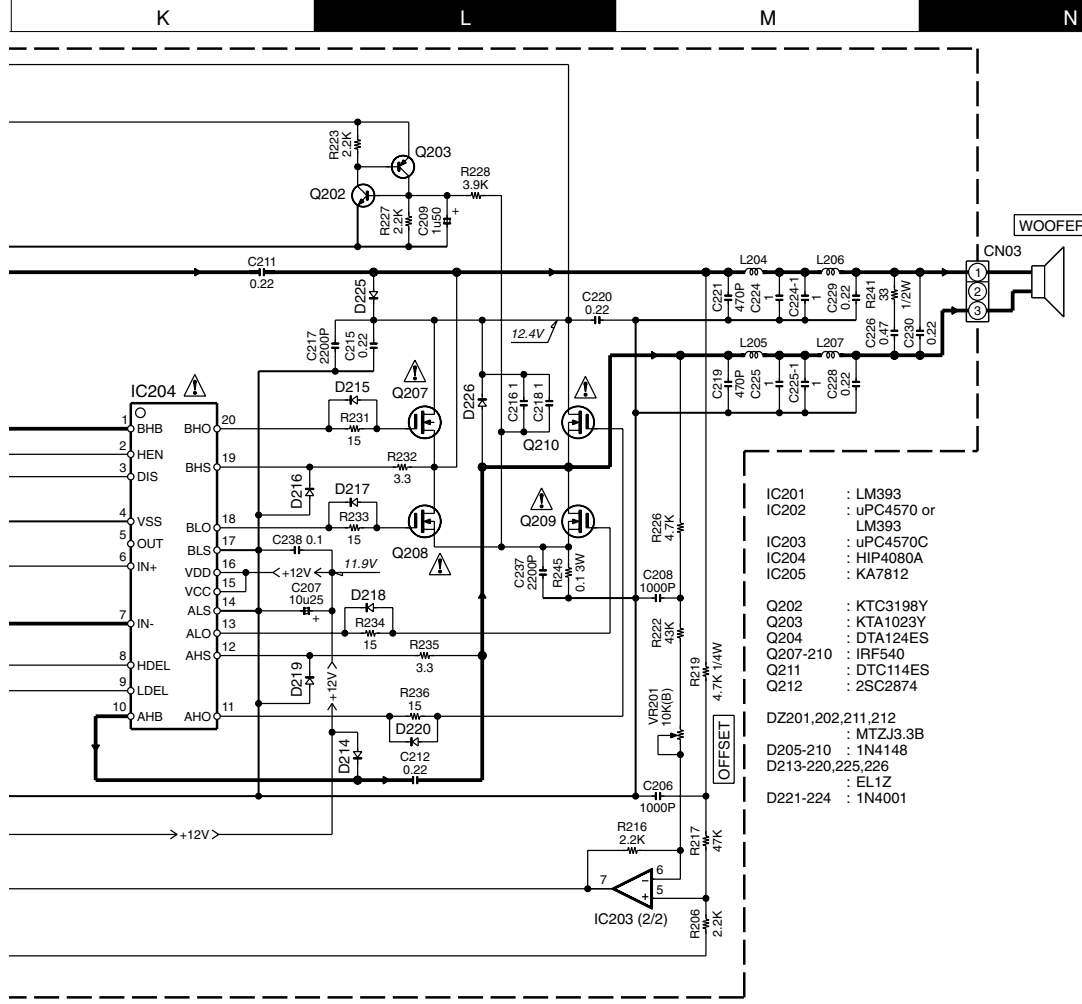 K
L
M
N
R223
2.2K
Q203
Q202
R227
2.2K
C209
1u50
+
R228
3.9K
WOOFER
CN03
1
2
3
C211
0.22
D225
C220
0.22
12.4V
C217
2200P
C215
0.22
L204
L206
C221
470P
C224
1
C224-1
1
C229
0.22
R241
33
1/2W
C226
0.47
C230
0.22
L205
L207
C219
470P
C225
1
C225-1
1
C228
0.22
IC204
D215
R231
15
Q207
D226
C216 1
C218 1
Q210
1
BHB
BHO
20
2
HEN
3
DIS
BHS
19
R232
3.3
D216
D217
R233
15
Q208
Q209
4
VSS
BLO
18
5
OUT
BLS
17
C238 0.1
6
IN+
VDD
16
+12V
11.9V
VCC
15
C207
10u25
+
ALS
14
7
IN-
ALO
13
D218
R234
15
AHS
12
R235
3.3
8
HDEL
9
LDEL
D219
+12V
10
AHB
AHO
11
R236
15
D220
D214
C212
0.22
C237
2200P
R245
0.1 3W
R226
4.7K
C208
1000P
R222
43K
R219
4.7K 1/4W
VR201
10K(B)
OFFSET
C206
1000P
+12V
R216
2.2K
R217
47K
7
6
−
5
+
IC203 (2/2)
R206
2.2K
IC201 : LM393
IC202 : uPC4570 or
LM393
IC203 : uPC4570C
IC204 : HIP4080A
IC205 : KA7812
Q202 : KTC3198Y
Q203 : KTA1023Y
Q204 : DTA124ES
Q207-210 : IRF540
Q211 : DTC114ES
Q212 : 2SC2874
DZ201,202,211,212
: MTZJ3.3B
D205-210 : 1N4148
D213-220,225,226
: EL1Z
D221-224 : 1N4001